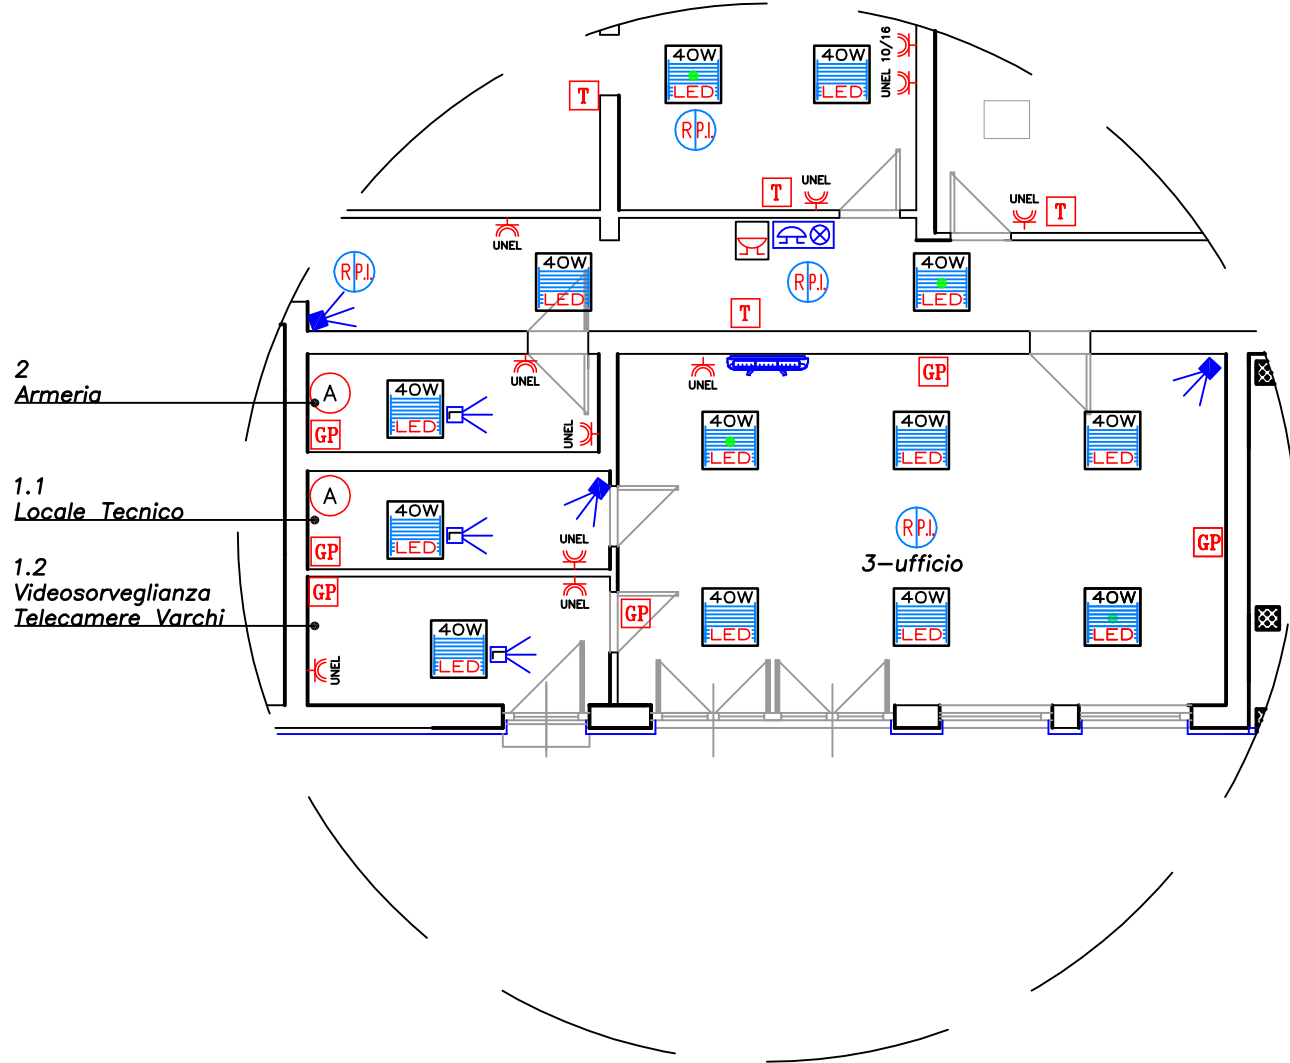 40W
LED
40W
LED
UNEL 10/16
T
R P.I.
T
UNEL
UNEL
T
UNEL
R P.I.
40W
LED
R P.I.
40W
LED
T
2
Armeria
A
GP
40W
LED
UNEL
UNEL
UNEL
GP
40W
LED
40W
LED
40W
LED
1.1
Locale Tecnico
A
GP
40W
LED
UNEL
R P.I.
3-ufficio
GP
1.2
Videosorveglianza
Telecamere Varchi
GP
UNEL
GP
40W
LED
UNEL
40W
LED
40W
LED
40W
LED